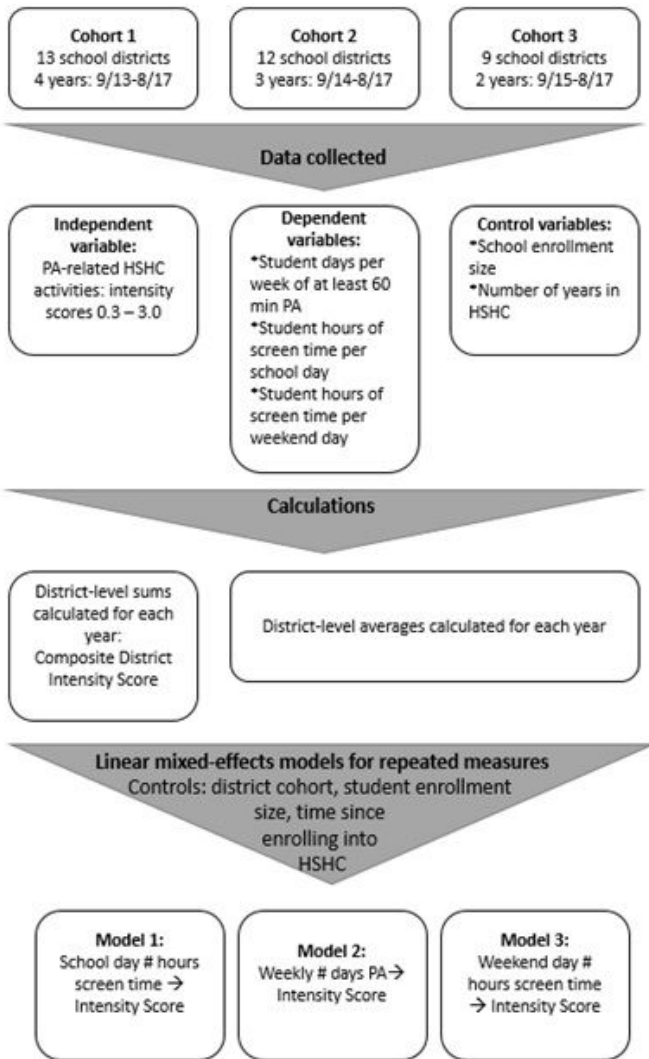 Cohort 1
13 school districts
4 years: 9/13-8/17
Cohort 2
12 school districts
3 years: 9/14-8/17
Cohort 3
9 school districts
2 years: 9/15-8/17
Data collected
Independent
variable:
PA-related HSHC
activities: intensity
scores 0.3 – 3.0
Dependent
variables:
*Student days per
week of at least 60
min PA
*Student hours of
screen time per
school day
*Student hours of
screen time per
weekend day
Control variables:
*School enrollment
size
*Number of years in
HSHC
Calculations
District-level sums
calculated for each
year:
Composite District
Intensity Score
District-level averages calculated for each year
Linear mixed-effects models for repeated measures
Controls: district cohort, student enrollment
size, time since
enrolling into
HSHC
Model 1:
School day # hours
screen time →
Intensity Score
Model 2:
Weekly # days PA→
Intensity Score
Model 3:
Weekend day #
hours screen time
→ Intensity Score